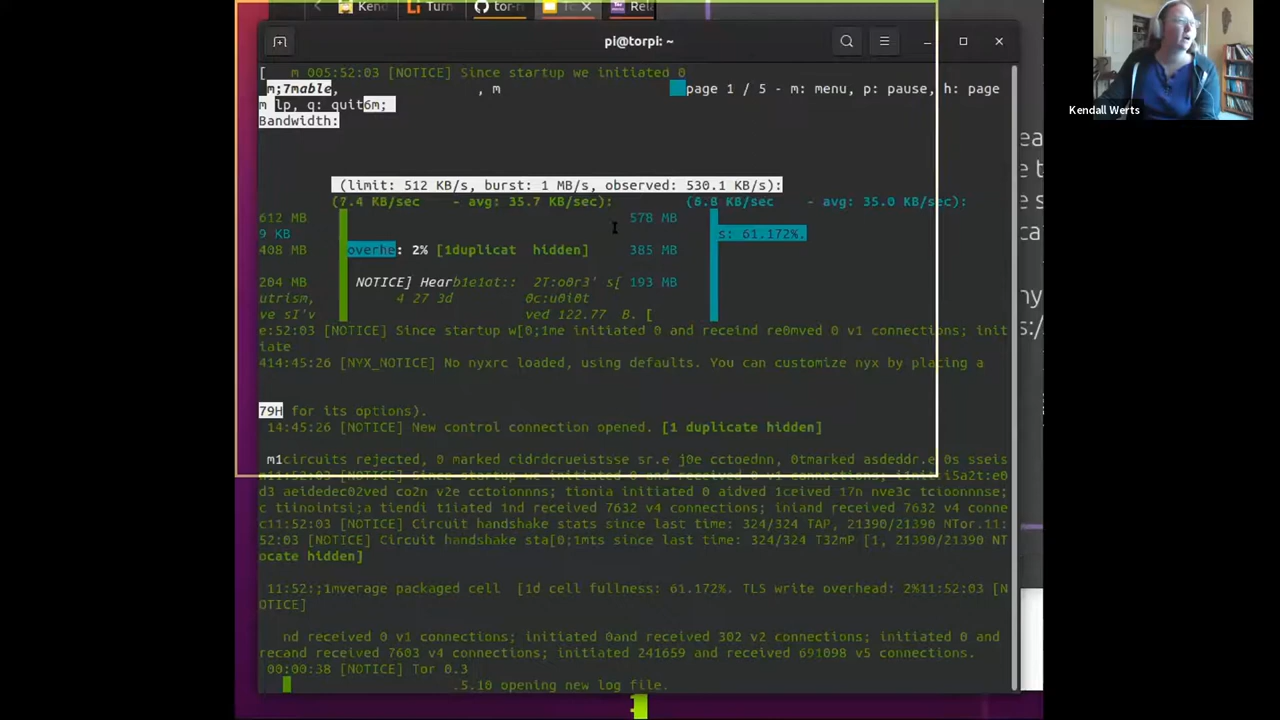 Kend
Turn
tor-r
To
Rela
pi@torpi: ~
Kendall Werts
[ m 005:52:03 [NOTICE] Since startup we initiated 0
m;7mable, , m page 1 / 5 - m: menu, p: pause, h: page
m lp, q: quit6m;
Bandwidth:
(limit: 512 KB/s, burst: 1 MB/s, observed: 530.1 KB/s):
(7.4 KB/sec - avg: 35.7 KB/sec): (6.8 KB/sec - avg: 35.0 KB/sec):
612 MB 578 MB
9 KB s: 61.172%.
408 MB overhe: 2% [1duplicat hidden] 385 MB
204 MB NOTICE] Hearb1e1at:: 2T:o0r3' s[ 193 MB
utrism, 4 27 3d 0c:u0i0t
ve sI'v ved 122.77 B. [
e:52:03 [NOTICE] Since startup w[0;1me initiated 0 and receind re0mved 0 v1 connections; init
iate
414:45:26 [NYX_NOTICE] No nyxrc loaded, using defaults. You can customize nyx by placing a
79H for its options).
14:45:26 [NOTICE] New control connection opened. [1 duplicate hidden]
m1circuits rejected, 0 marked
d3 aeidedec02ved co2n v2e cctoionnns; tionia initiated 0 aidved 1ceived 17n nve3c tcioonnnse;
c tiinointsi;a tiendi t1iated 1nd received 7632 v4 connections; iniand received 7632 v4 conne
c11:52:03 [NOTICE] Circuit handshake stats since last time: 324/324 TAP, 21390/21390 NTor.11:
52:03 [NOTICE] Circuit handshake sta[0;1mts since last time: 324/324 T32mP [1, 21390/21390 NT
ocate hidden]
11:52:;;1mverage packaged cell [1d cell fullness: 61.172%. TLS write overhead: 2%11:52:03 [N
OTICE]
nd received 0 v1 connections; initiated 0and received 302 v2 connections; initiated 0 and
recand received 7603 v4 connections; initiated 241659 and received 691098 v5 connections.
00:00:38 [NOTICE] Tor 0.3
.5.10 opening new log file.